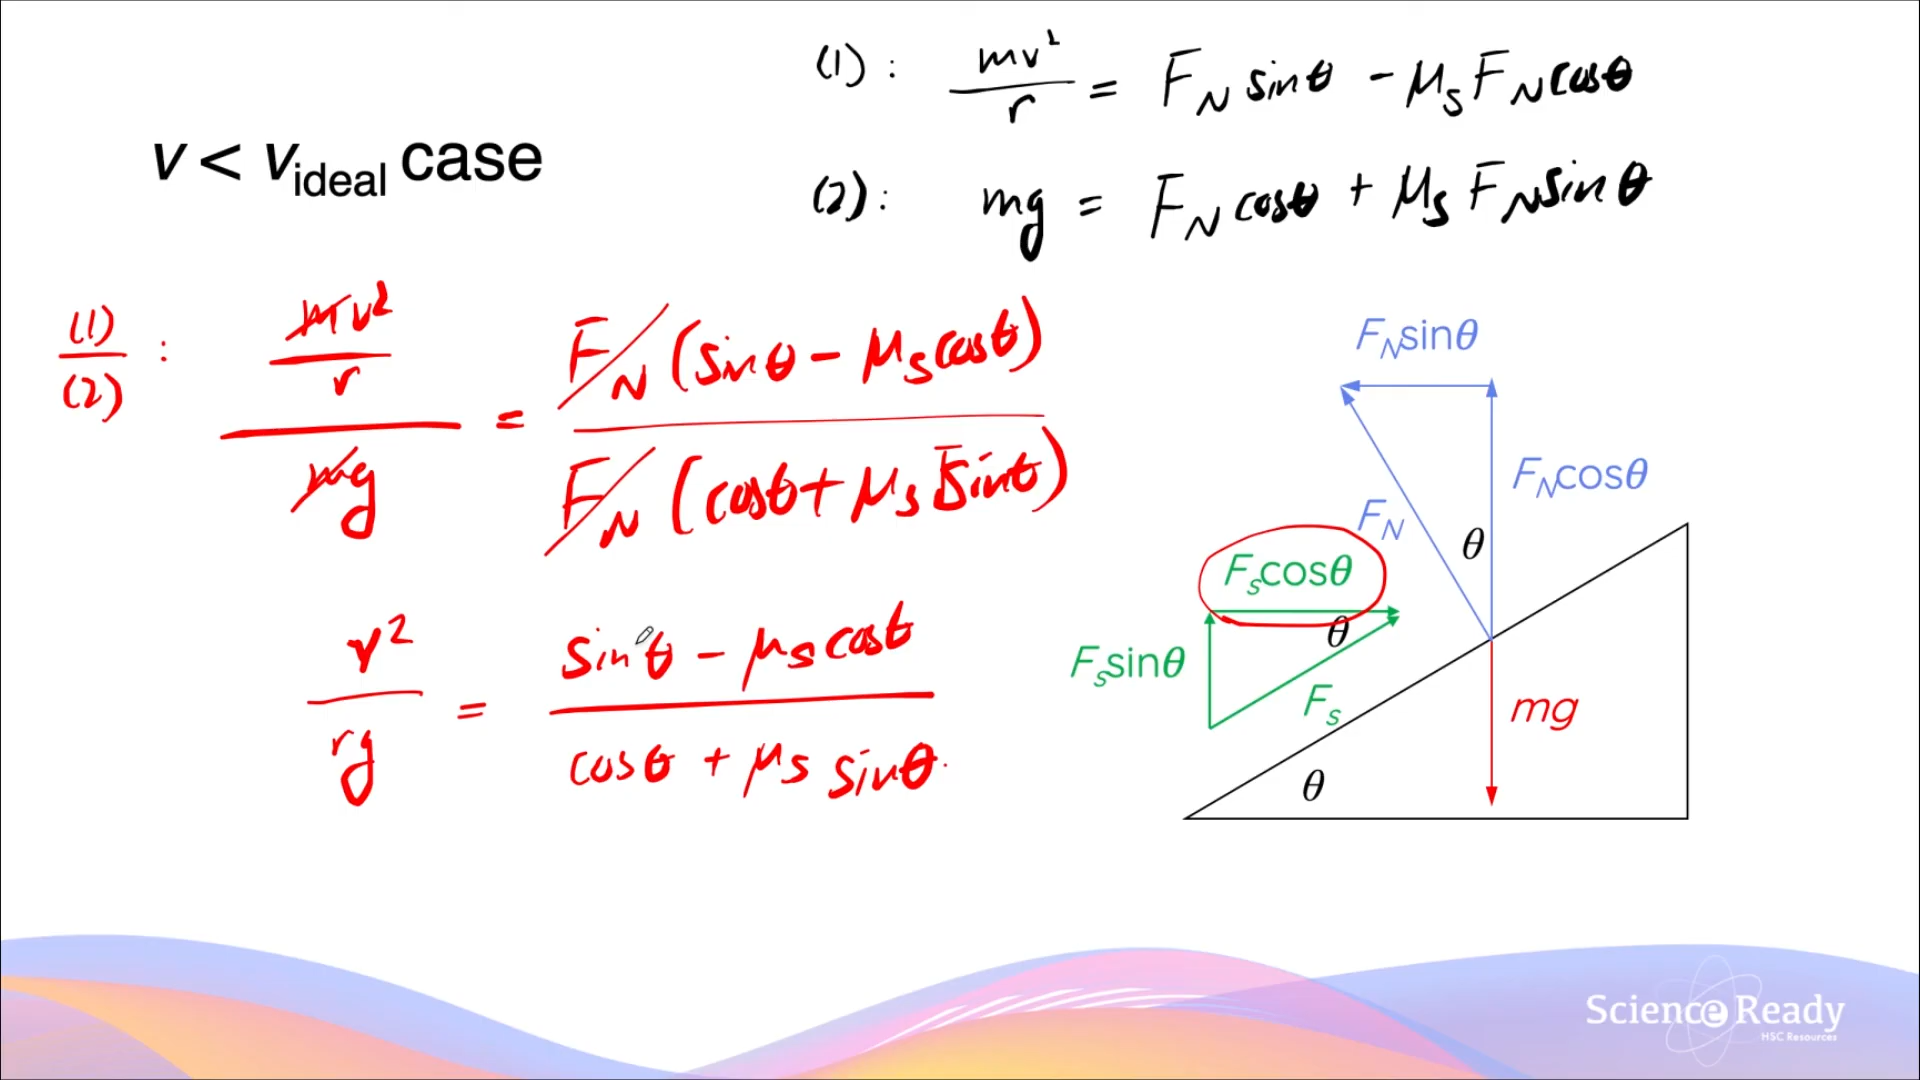 (1) : mv² / r = F_N sinθ - μ_s F_N cosθ
v < v_ideal case
(2) : mg = F_N cosθ + μ_s F_N sinθ
(1)/(2) : (mv² / r) / mg = F_N (sinθ - μ_s cosθ) / F_N (cosθ + μ_s sinθ)
v² / rg = (sinθ - μ_s cosθ) / (cosθ + μ_s sinθ)
F_N sinθ
F_N cosθ
F_N
θ
F_s cosθ
θ
F_s sinθ
F_s
mg
θ
Science Ready
HSC Resources